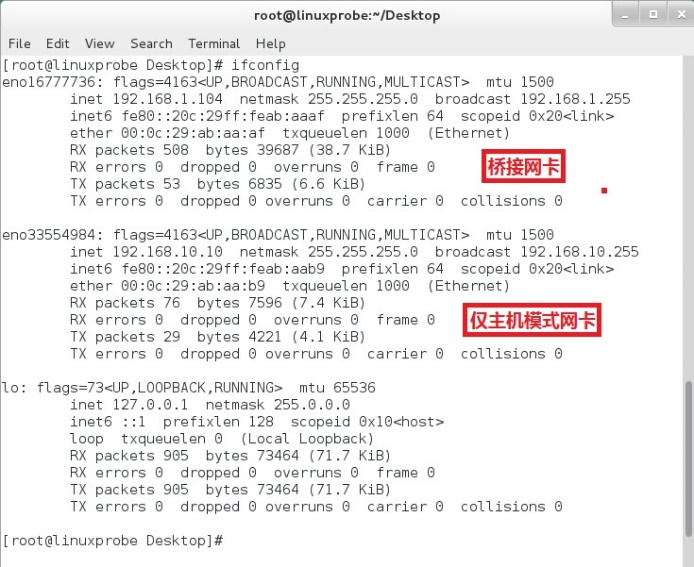 root@linuxprobe:~/Desktop
File Edit View Search Terminal Help
[root@linuxprobe Desktop]# ifconfig
eno16777736: flags=4163<UP,BROADCAST,RUNNING,MULTICAST>  mtu 1500
        inet 192.168.1.104  netmask 255.255.255.0  broadcast 192.168.1.255
        inet6 fe80::20c:29ff:feab:aaaf  prefixlen 64  scopeid 0x20<link>
        ether 00:0c:29:ab:aa:af  txqueuelen 1000  (Ethernet)
        RX packets 508  bytes 39687 (38.7 KiB)
        RX errors 0  dropped 0  overruns 0  frame 0
桥接网卡
        TX packets 53  bytes 6835 (6.6 KiB)
        TX errors 0  dropped 0 overruns 0  carrier 0  collisions 0
eno33554984: flags=4163<UP,BROADCAST,RUNNING,MULTICAST>  mtu 1500
        inet 192.168.10.10  netmask 255.255.255.0  broadcast 192.168.10.255
        inet6 fe80::20c:29ff:feab:aab9  prefixlen 64  scopeid 0x20<link>
        ether 00:0c:29:ab:aa:b9  txqueuelen 1000  (Ethernet)
        RX packets 76  bytes 7596 (7.4 KiB)
        RX errors 0  dropped 0  overruns 0  frame 0
仅主机模式网卡
        TX packets 29  bytes 4221 (4.1 KiB)
        TX errors 0  dropped 0 overruns 0  carrier 0  collisions 0
lo: flags=73<UP,LOOPBACK,RUNNING>  mtu 65536
        inet 127.0.0.1  netmask 255.0.0.0
        inet6 ::1  prefixlen 128  scopeid 0x10<host>
        loop  txqueuelen 0  (Local Loopback)
        RX packets 905  bytes 73464 (71.7 KiB)
        RX errors 0  dropped 0  overruns 0  frame 0
        TX packets 905  bytes 73464 (71.7 KiB)
        TX errors 0  dropped 0 overruns 0  carrier 0  collisions 0
[root@linuxprobe Desktop]#